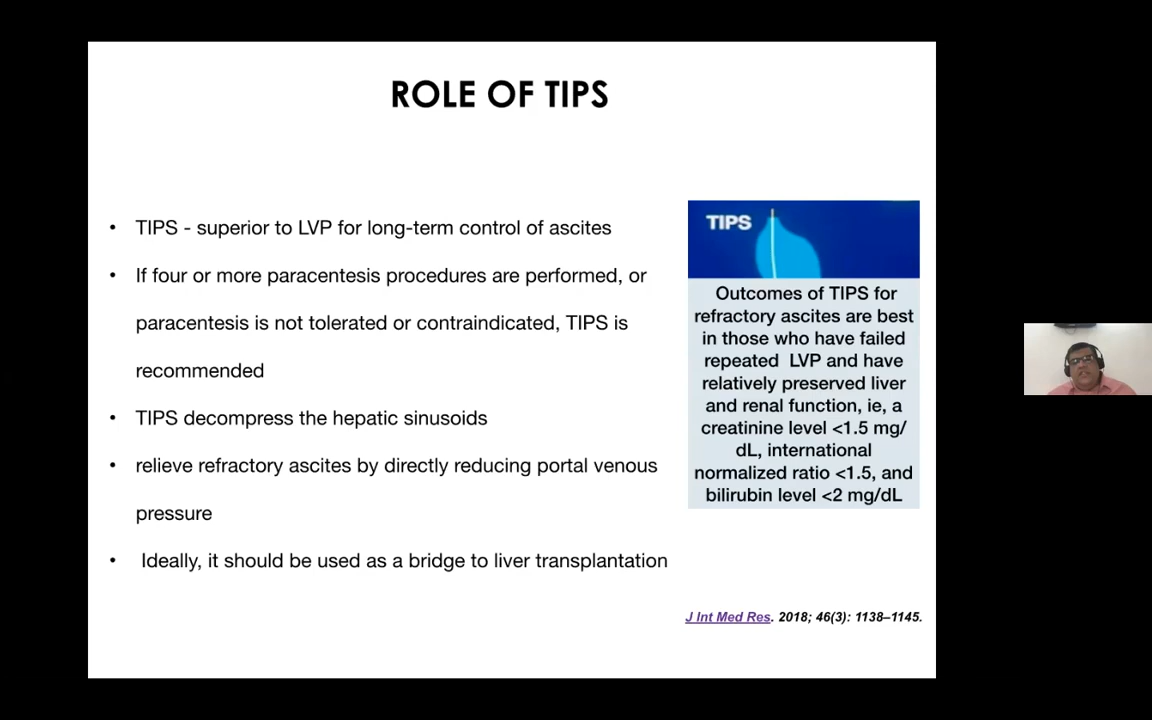 ROLE OF TIPS
• TIPS - superior to LVP for long-term control of ascites
• If four or more paracentesis procedures are performed, or
paracentesis is not tolerated or contraindicated, TIPS is
recommended
• TIPS decompress the hepatic sinusoids
• relieve refractory ascites by directly reducing portal venous
pressure
• Ideally, it should be used as a bridge to liver transplantation
TIPS
Outcomes of TIPS for
refractory ascites are best
in those who have failed
repeated LVP and have
relatively preserved liver
and renal function, ie, a
creatinine level <1.5 mg/
dL, international
normalized ratio <1.5, and
bilirubin level <2 mg/dL
J Int Med Res. 2018; 46(3): 1138–1145.